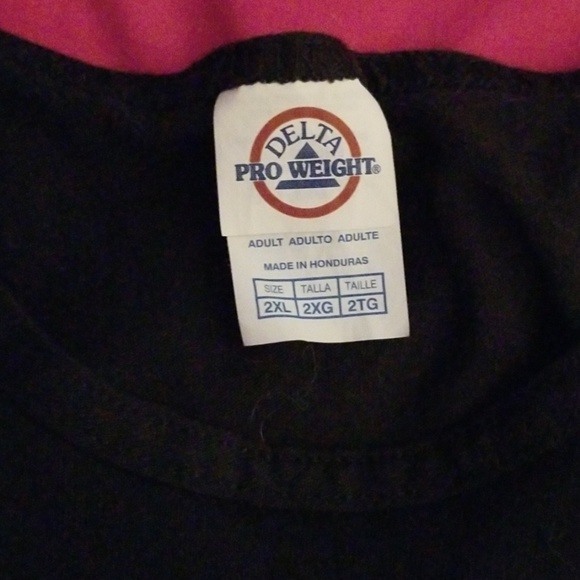 DELTA
PRO WEIGHT®
ADULT ADULTO ADULTE
MADE IN HONDURAS
SIZE TALLA TAILLE
2XL 2XG 2TG